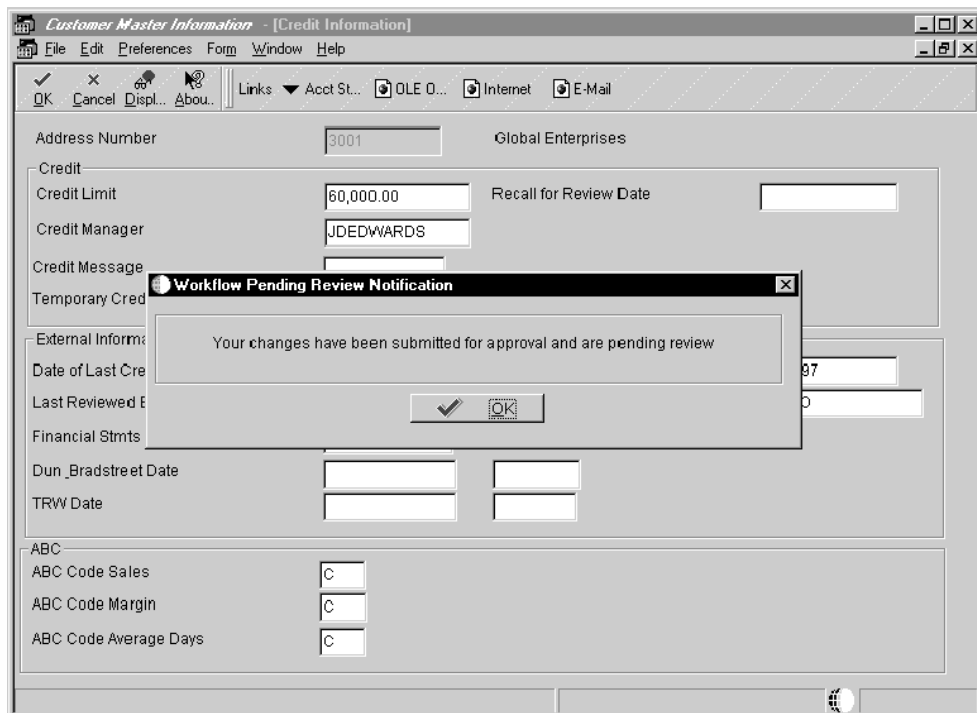 Customer Master Information - [Credit Information]
File Edit Preferences Form Window Help
OK Cancel Displ... Abou.. Links Acct St... OLE O... Internet E-Mail
Address Number 3001 Global Enterprises
Credit
Credit Limit 60,000.00 Recall for Review Date
Credit Manager JDEDWARDS
Credit Message
Temporary Cred
Workflow Pending Review Notification
Your changes have been submitted for approval and are pending review
OK
External Informa
Date of Last Cre 97
Last Reviewed
Financial Stmts
Dun_Bradstreet Date
TRW Date
ABC
ABC Code Sales C
ABC Code Margin C
ABC Code Average Days C